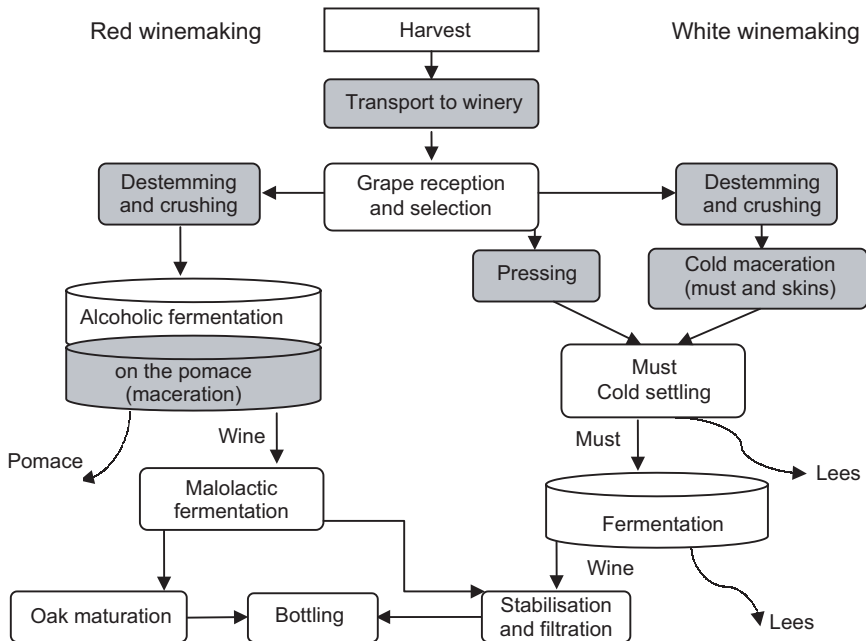 Red winemaking
Harvest
White winemaking
Transport to winery
Destemming
and crushing
Grape reception
and selection
Destemming
and crushing
Pressing
Cold maceration
(must and skins)
Alcoholic fermentation
on the pomace
(maceration)
Must
Cold settling
Wine
Must
Pomace
Lees
Malolactic
fermentation
Fermentation
Wine
Oak maturation
Bottling
Stabilisation
and filtration
Lees